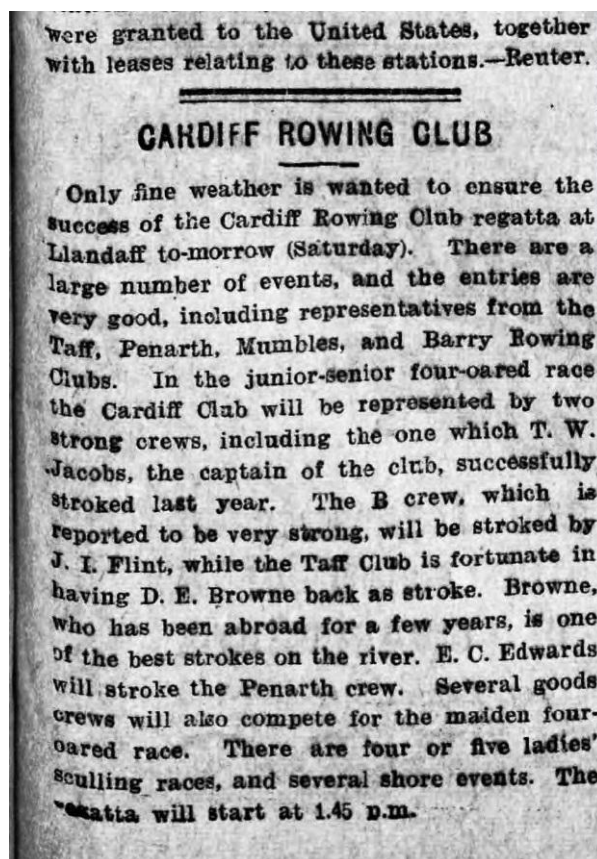 were granted to the United States, together
with leases relating to these stations.—Reuter.
CARDIFF ROWING CLUB
Only fine weather is wanted to ensure the
success of the Cardiff Rowing Club regatta at
Llandaff to-morrow (Saturday). There are a
large number of events, and the entries are
very good, including representatives from the
Taff, Penarth, Mumbles, and Barry Rowing
Clubs. In the junior-senior four-oared race
the Cardiff Club will be represented by two
strong crews, including the one which T. W.
Jacobs, the captain of the club, successfully
stroked last year. The B crew, which is
reported to be very strong, will be stroked by
J. I. Flint, while the Taff Club is fortunate in
having D. E. Browne back as stroke. Browne,
who has been abroad for a few years, is one
of the best strokes on the river. E. C. Edwards
will stroke the Penarth crew. Several goods
crews will also compete for the maiden four-
oared race. There are four or five ladies'
sculling races, and several shore events. The
regatta will start at 1.45 p.m.